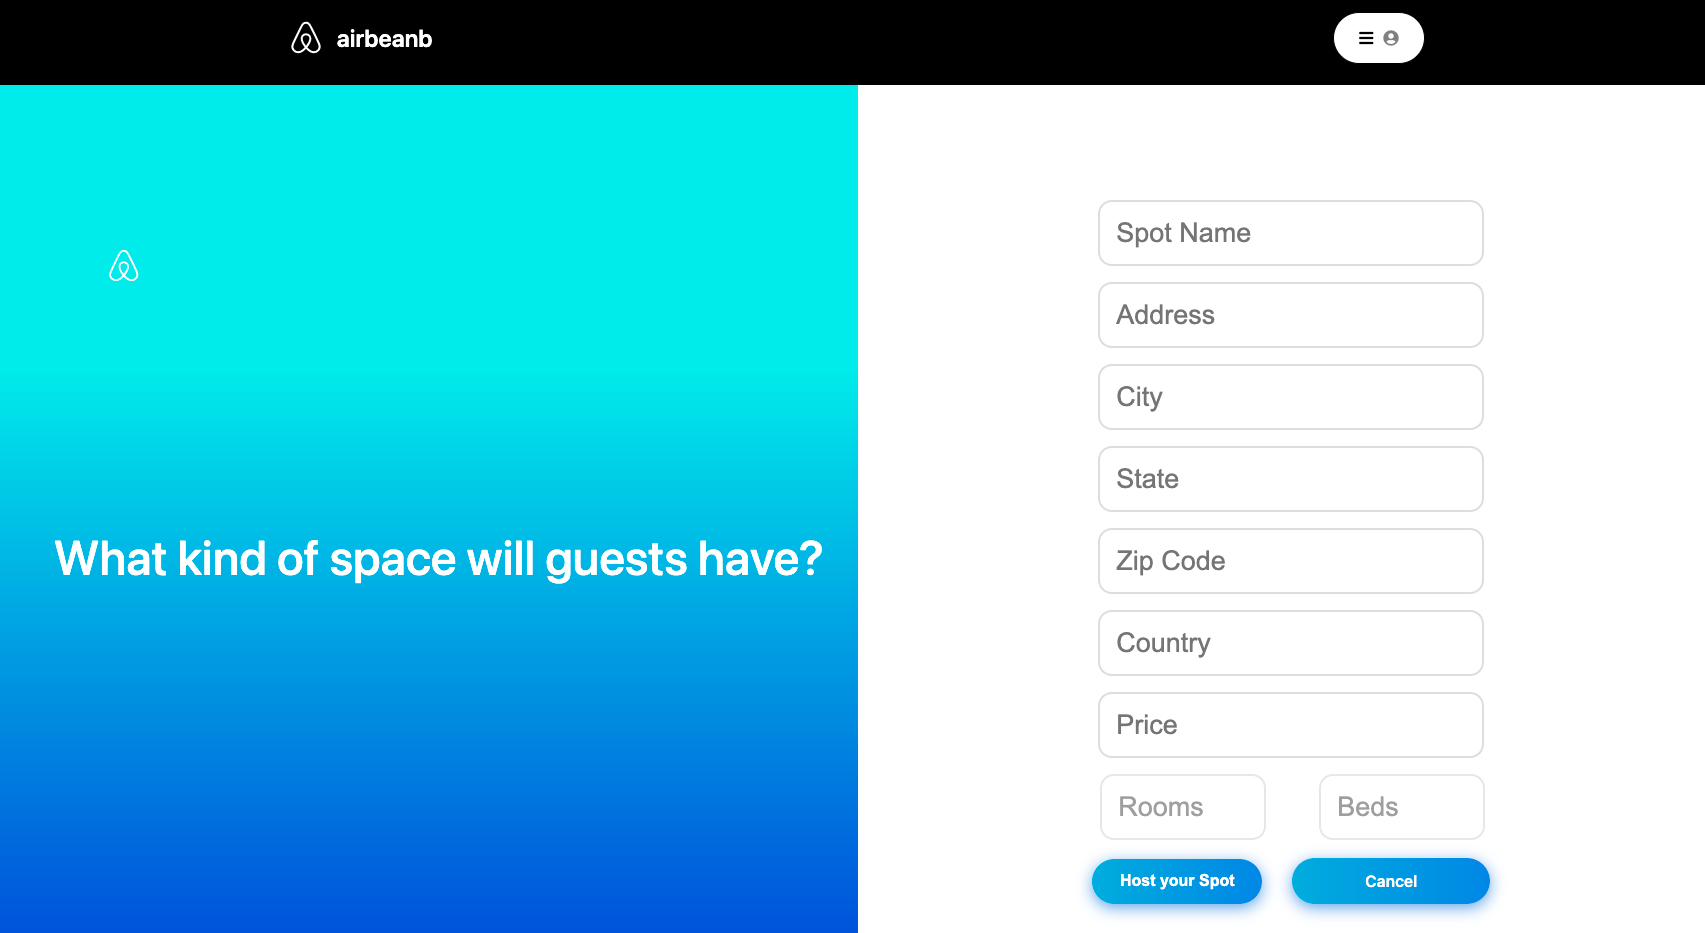 airbeanb
What kind of space will guests have?
Spot Name
Address
City
State
Zip Code
Country
Price
Rooms
Beds
Host your Spot
Cancel